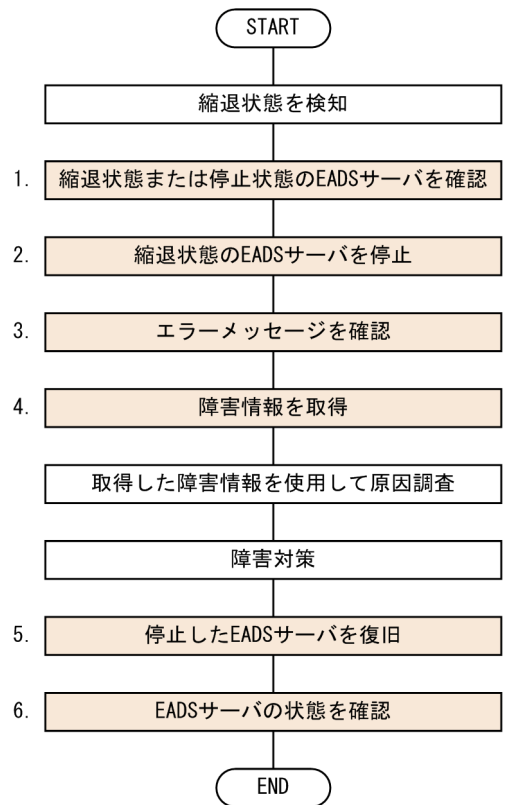 START
縮退状態を検知
1. 縮退状態または停止状態のEADSサーバを確認
2. 縮退状態のEADSサーバを停止
3. エラーメッセージを確認
4. 障害情報を取得
取得した障害情報を使用して原因調査
障害対策
5. 停止したEADSサーバを復旧
6. EADSサーバの状態を確認
END